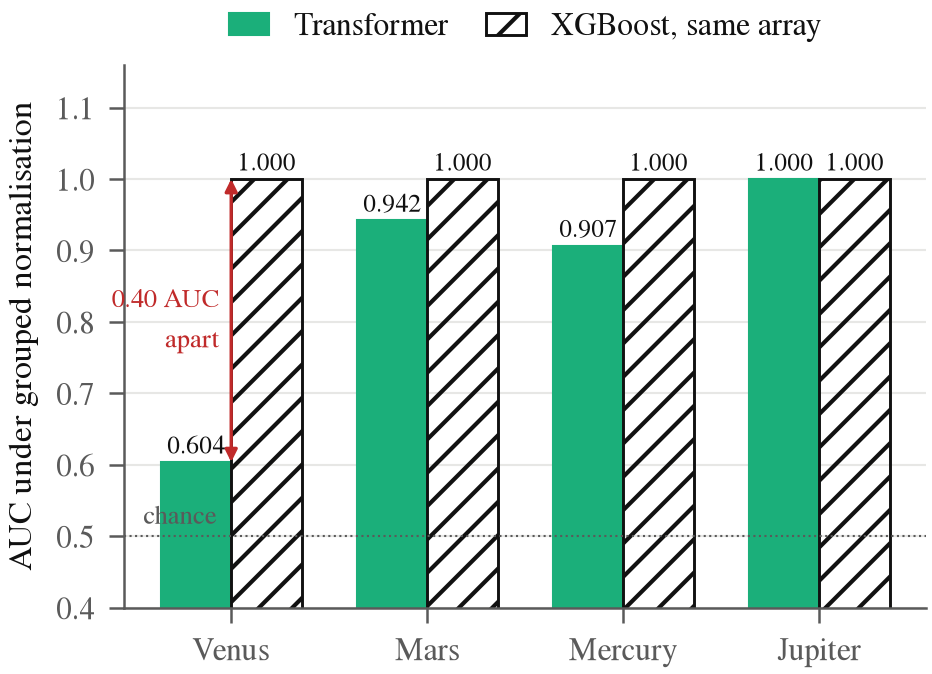 Transformer
XGBoost, same array
AUC under grouped normalisation
1.1
1.0
0.9
0.8
0.7
0.6
0.5
0.4
0.604
1.000
0.942
1.000
0.907
1.000
1.000
1.000
0.40 AUC
apart
chance
Venus
Mars
Mercury
Jupiter